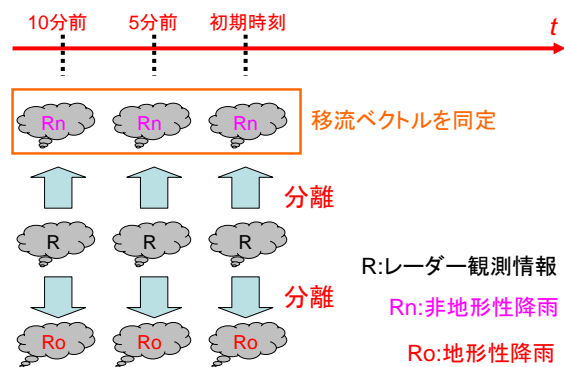 10分前 5分前 初期時刻 t
Rn Rn Rn 移流ベクトルを同定
分離
R R R
R:レーダー観測情報
分離
Rn:非地形性降雨
Ro Ro Ro
Ro:地形性降雨